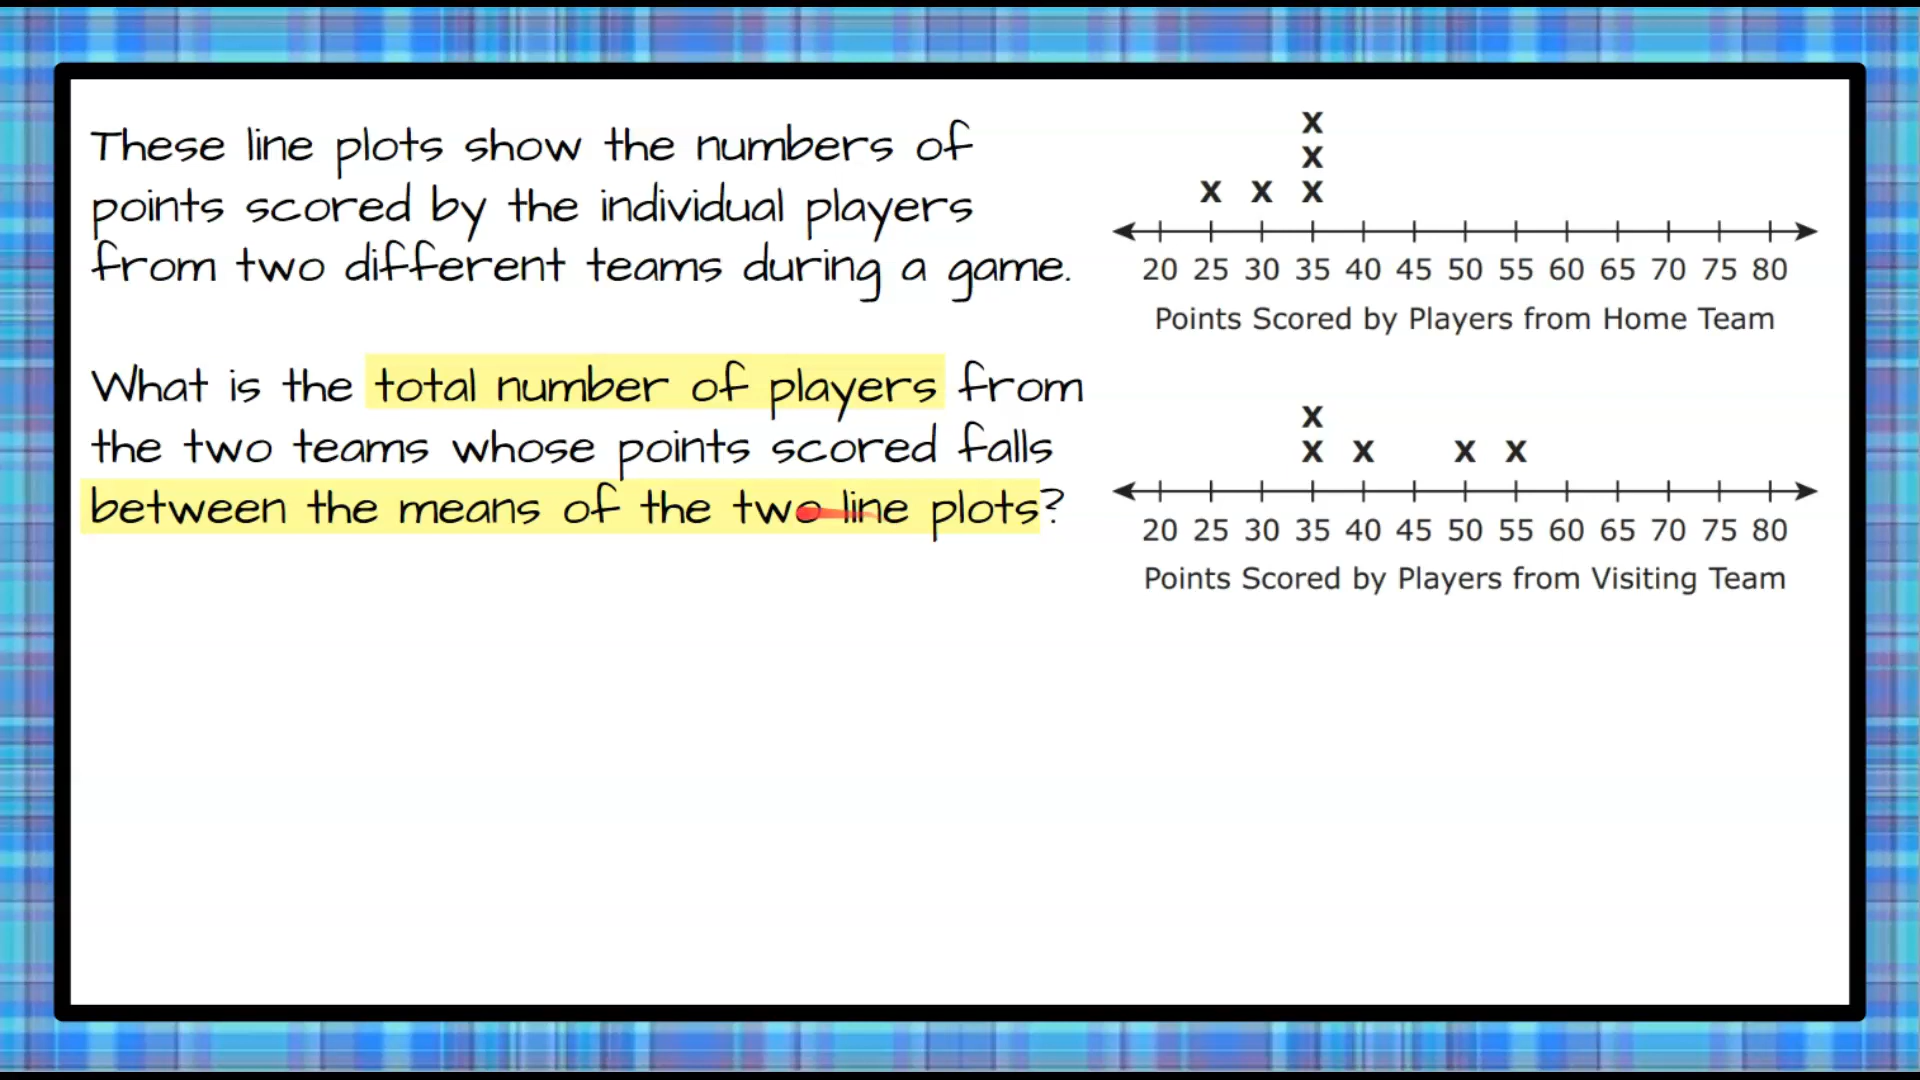 These line plots show the numbers of
points scored by the individual players
from two different teams during a game.
What is the total number of players from
the two teams whose points scored falls
between the means of the two line plots?
X
X
X X X
20 25 30 35 40 45 50 55 60 65 70 75 80
Points Scored by Players from Home Team
X
X X X X
20 25 30 35 40 45 50 55 60 65 70 75 80
Points Scored by Players from Visiting Team